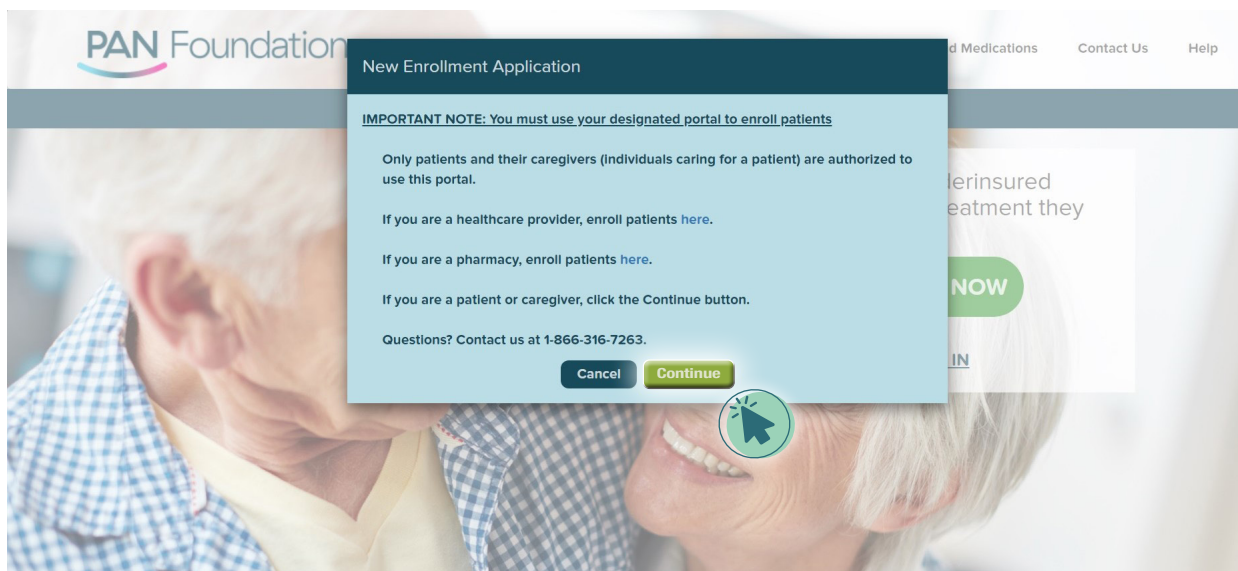 PAN Foundation
Medications
Contact Us
Help
New Enrollment Application
IMPORTANT NOTE: You must use your designated portal to enroll patients
Only patients and their caregivers (individuals caring for a patient) are authorized to
use this portal.
If you are a healthcare provider, enroll patients here.
If you are a pharmacy, enroll patients here.
If you are a patient or caregiver, click the Continue button.
Questions? Contact us at 1-866-316-7263.
Cancel
Continue
they
NOW
IN